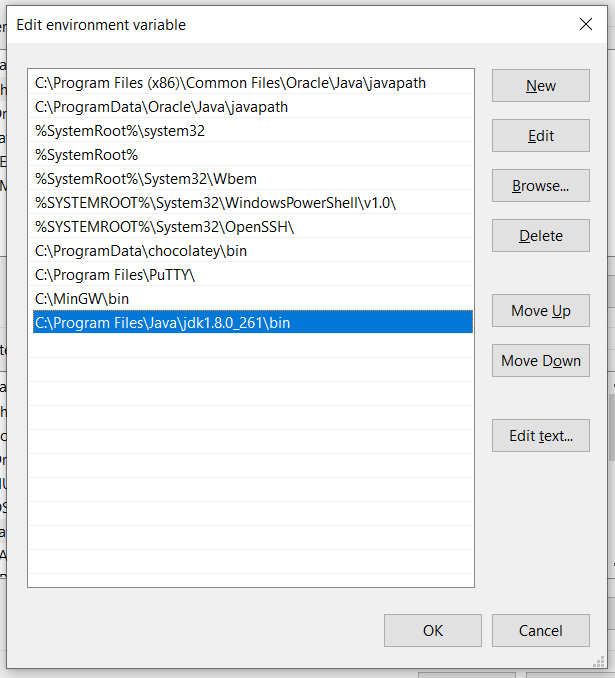 Edit environment variable
C:\Program Files (x86)\Common Files\Oracle\Java\javapath
C:\ProgramData\Oracle\Java\javapath
%SystemRoot%\system32
%SystemRoot%
%SystemRoot%\System32\Wbem
%SYSTEMROOT%\System32\WindowsPowerShell\v1.0\
%SYSTEMROOT%\System32\OpenSSH\
C:\ProgramData\chocolatey\bin
C:\Program Files\PuTTY\
C:\MinGW\bin
C:\Program Files\Java\jdk1.8.0_261\bin
New
Edit
Browse...
Delete
Move Up
Move Down
Edit text...
OK
Cancel